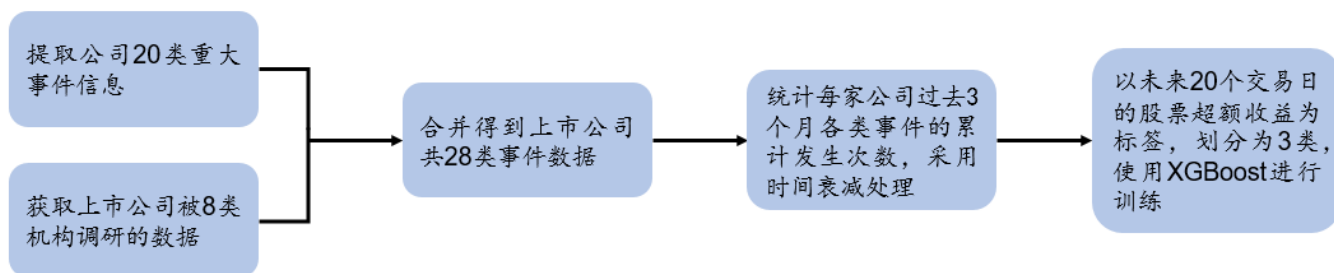 提取公司20类重大
事件信息
获取上市公司被8类
机构调研的数据
合并得到上市公司
共28类事件数据
统计每家公司过去3
个月各类事件的累
计发生次数，采用
时间衰减处理
以未来20个交易日
的股票超额收益为
标签，划分为3类，
使用XGBoost进行
训练